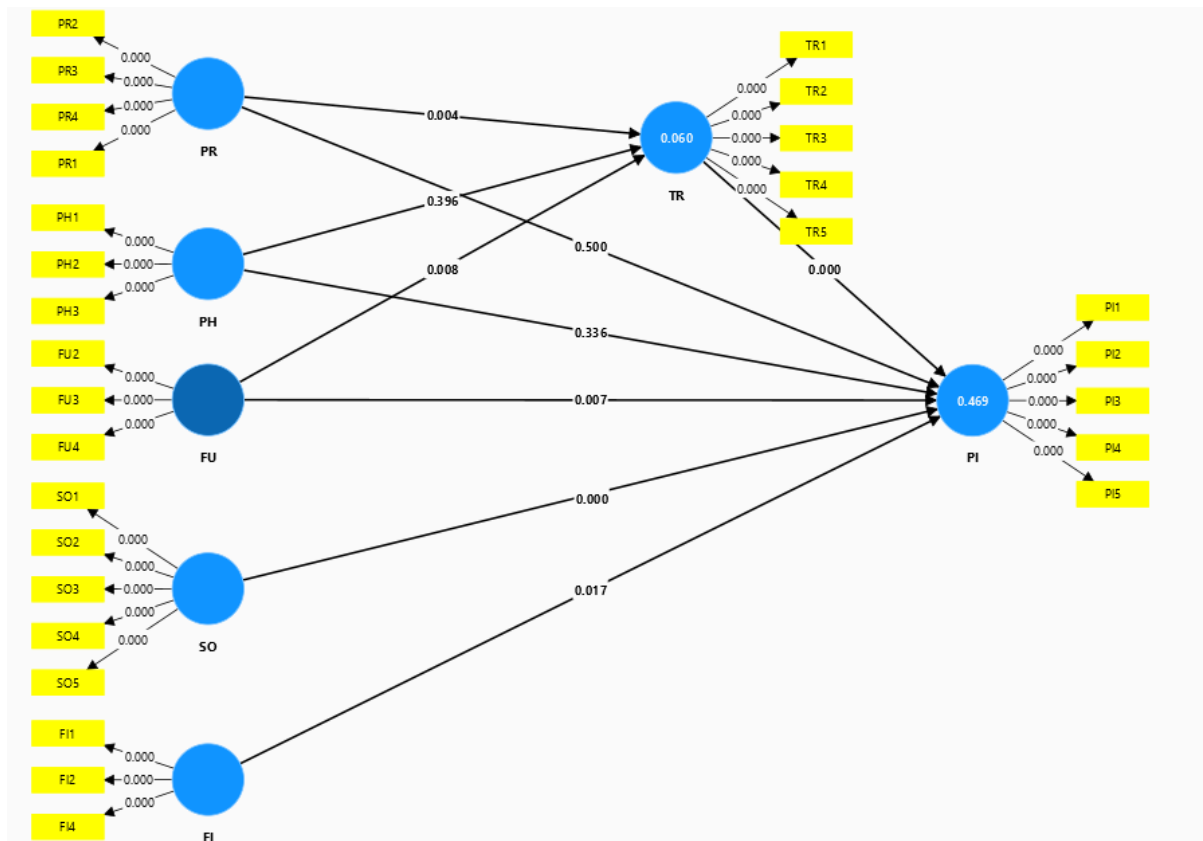 PR2
PR3
PR4
PR1
0.000
0.000
0.000
0.000
PR
PH1
PH2
PH3
0.000
0.000
0.000
PH
FU2
FU3
FU4
0.000
0.000
0.000
FU
SO1
SO2
SO3
SO4
SO5
0.000
0.000
0.000
0.000
0.000
SO
FI1
FI2
FI4
0.000
0.000
0.000
FI
0.004
0.396
0.008
0.500
0.336
0.007
0.000
0.017
0.060
TR
0.000
0.000
0.000
0.000
0.000
TR1
TR2
TR3
TR4
TR5
0.000
0.469
PI
0.000
0.000
0.000
0.000
0.000
PI1
PI2
PI3
PI4
PI5